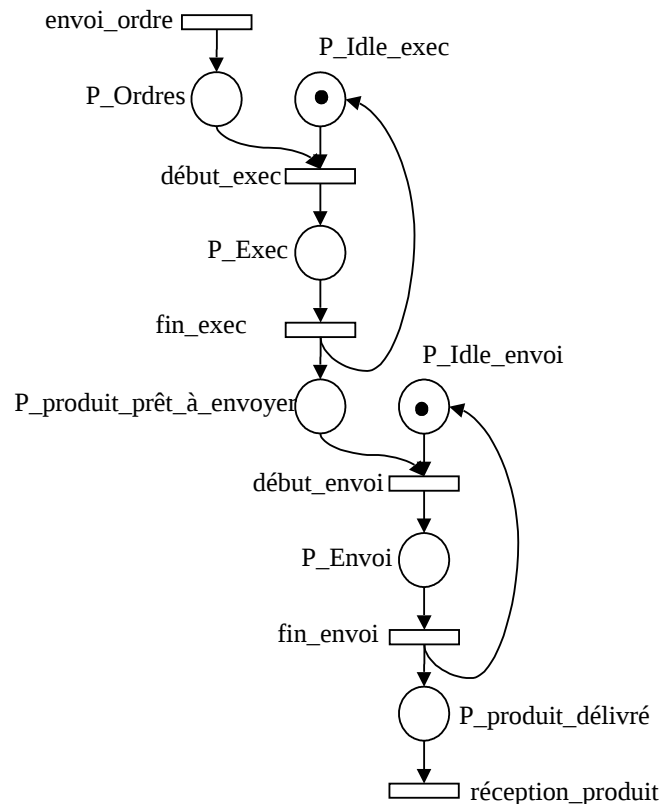 envoi_ordre
P_Idle_exec
P_Ordres
début_exec
P_Exec
fin_exec
P_Idle_envoi
P_produit_prêt_à_envoyer
début_envoi
P_Envoi
fin_envoi
P_produit_délivré
réception_produit